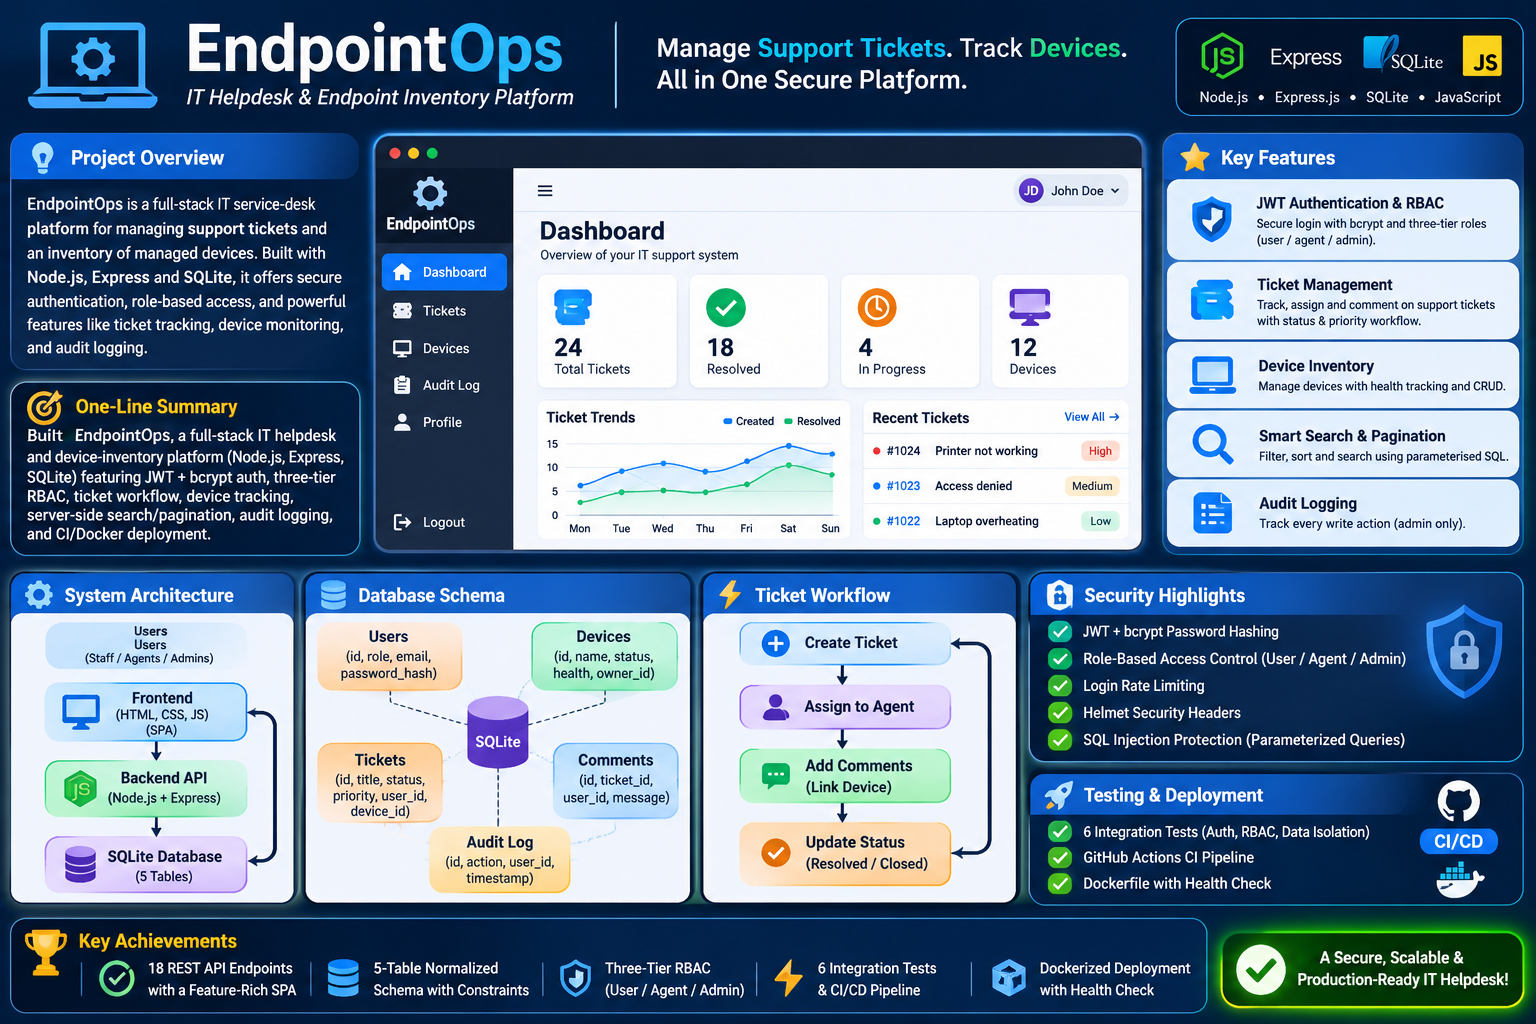 EndpointOps
IT Helpdesk & Endpoint Inventory Platform
Manage Support Tickets. Track Devices.
All in One Secure Platform.
JS
Express
SQLite
JS
Node.js • Express.js • SQLite • JavaScript
Project Overview
EndpointOps is a full-stack IT service-desk
platform for managing support tickets and
an inventory of managed devices. Built with
Node.js, Express and SQLite, it offers secure
authentication, role-based access, and powerful
features like ticket tracking, device monitoring,
and audit logging.
One-Line Summary
Built EndpointOps, a full-stack IT helpdesk
and device-inventory platform (Node.js, Express,
SQLite) featuring JWT + bcrypt auth, three-tier
RBAC, ticket workflow, device tracking,
server-side search/pagination, audit logging,
and CI/Docker deployment.
EndpointOps
Dashboard
Tickets
Devices
Audit Log
Profile
Logout
JD John Doe
Dashboard
Overview of your IT support system
24
Total Tickets
18
Resolved
4
In Progress
12
Devices
Ticket Trends
Created
Resolved
15
10
5
0
Mon Tue Wed Thu Fri Sat Sun
Recent Tickets
View All →
#1024 Printer not working High
#1023 Access denied Medium
#1022 Laptop overheating Low
Key Features
JWT Authentication & RBAC
Secure login with bcrypt and three-tier roles
(user / agent / admin).
Ticket Management
Track, assign and comment on support tickets
with status & priority workflow.
Device Inventory
Manage devices with health tracking and CRUD.
Smart Search & Pagination
Filter, sort and search using parameterised SQL.
Audit Logging
Track every write action (admin only).
System Architecture
Users
Users
(Staff / Agents / Admins)
Frontend
(HTML, CSS, JS)
(SPA)
JS
Backend API
(Node.js + Express)
SQLite Database
(5 Tables)
Database Schema
Users
(id, role, email,
password_hash)
Devices
(id, name, status,
health, owner_id)
SQLite
Tickets
(id, title, status,
priority, user_id,
device_id)
Comments
(id, ticket_id,
user_id, message)
Audit Log
(id, action, user_id,
timestamp)
Ticket Workflow
Create Ticket
Assign to Agent
Add Comments
(Link Device)
Update Status
(Resolved / Closed)
Security Highlights
JWT + bcrypt Password Hashing
Role-Based Access Control (User / Agent / Admin)
Login Rate Limiting
Helmet Security Headers
SQL Injection Protection (Parameterized Queries)
Testing & Deployment
6 Integration Tests (Auth, RBAC, Data Isolation)
GitHub Actions CI Pipeline
Dockerfile with Health Check
CI/CD
Key Achievements
18 REST API Endpoints
with a Feature-Rich SPA
5-Table Normalized
Schema with Constraints
Three-Tier RBAC
(User / Agent / Admin)
6 Integration Tests
& CI/CD Pipeline
Dockerized Deployment
with Health Check
A Secure, Scalable &
Production-Ready IT Helpdesk!